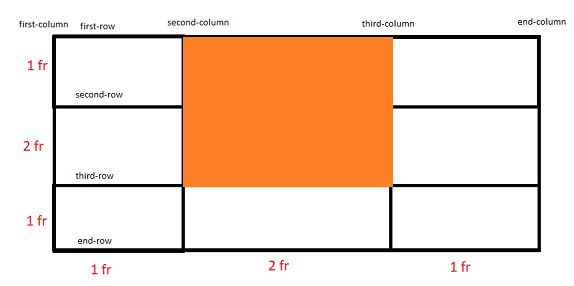 first-column first-row second-column third-column end-column
1 fr
second-row
2 fr
third-row
1 fr
end-row
1 fr 2 fr 1 fr